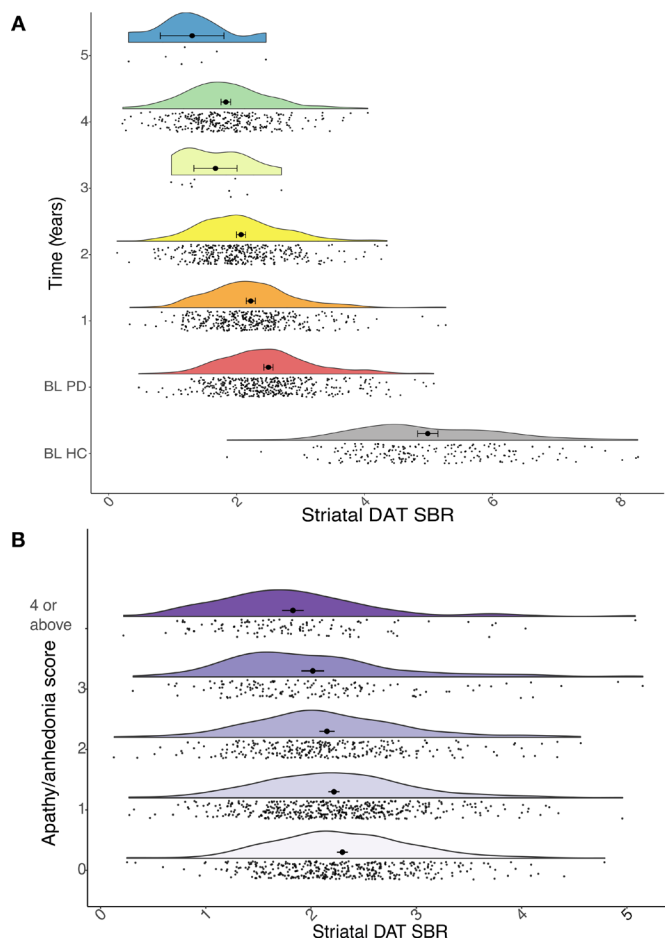 A
5
4
3
2
1
BL PD
BL HC
Time (Years)
0
2
4
6
8
Striatal DAT SBR
B
4 or
above
3
2
1
0
Apathy/anhedonia score
0
1
2
3
4
5
Striatal DAT SBR